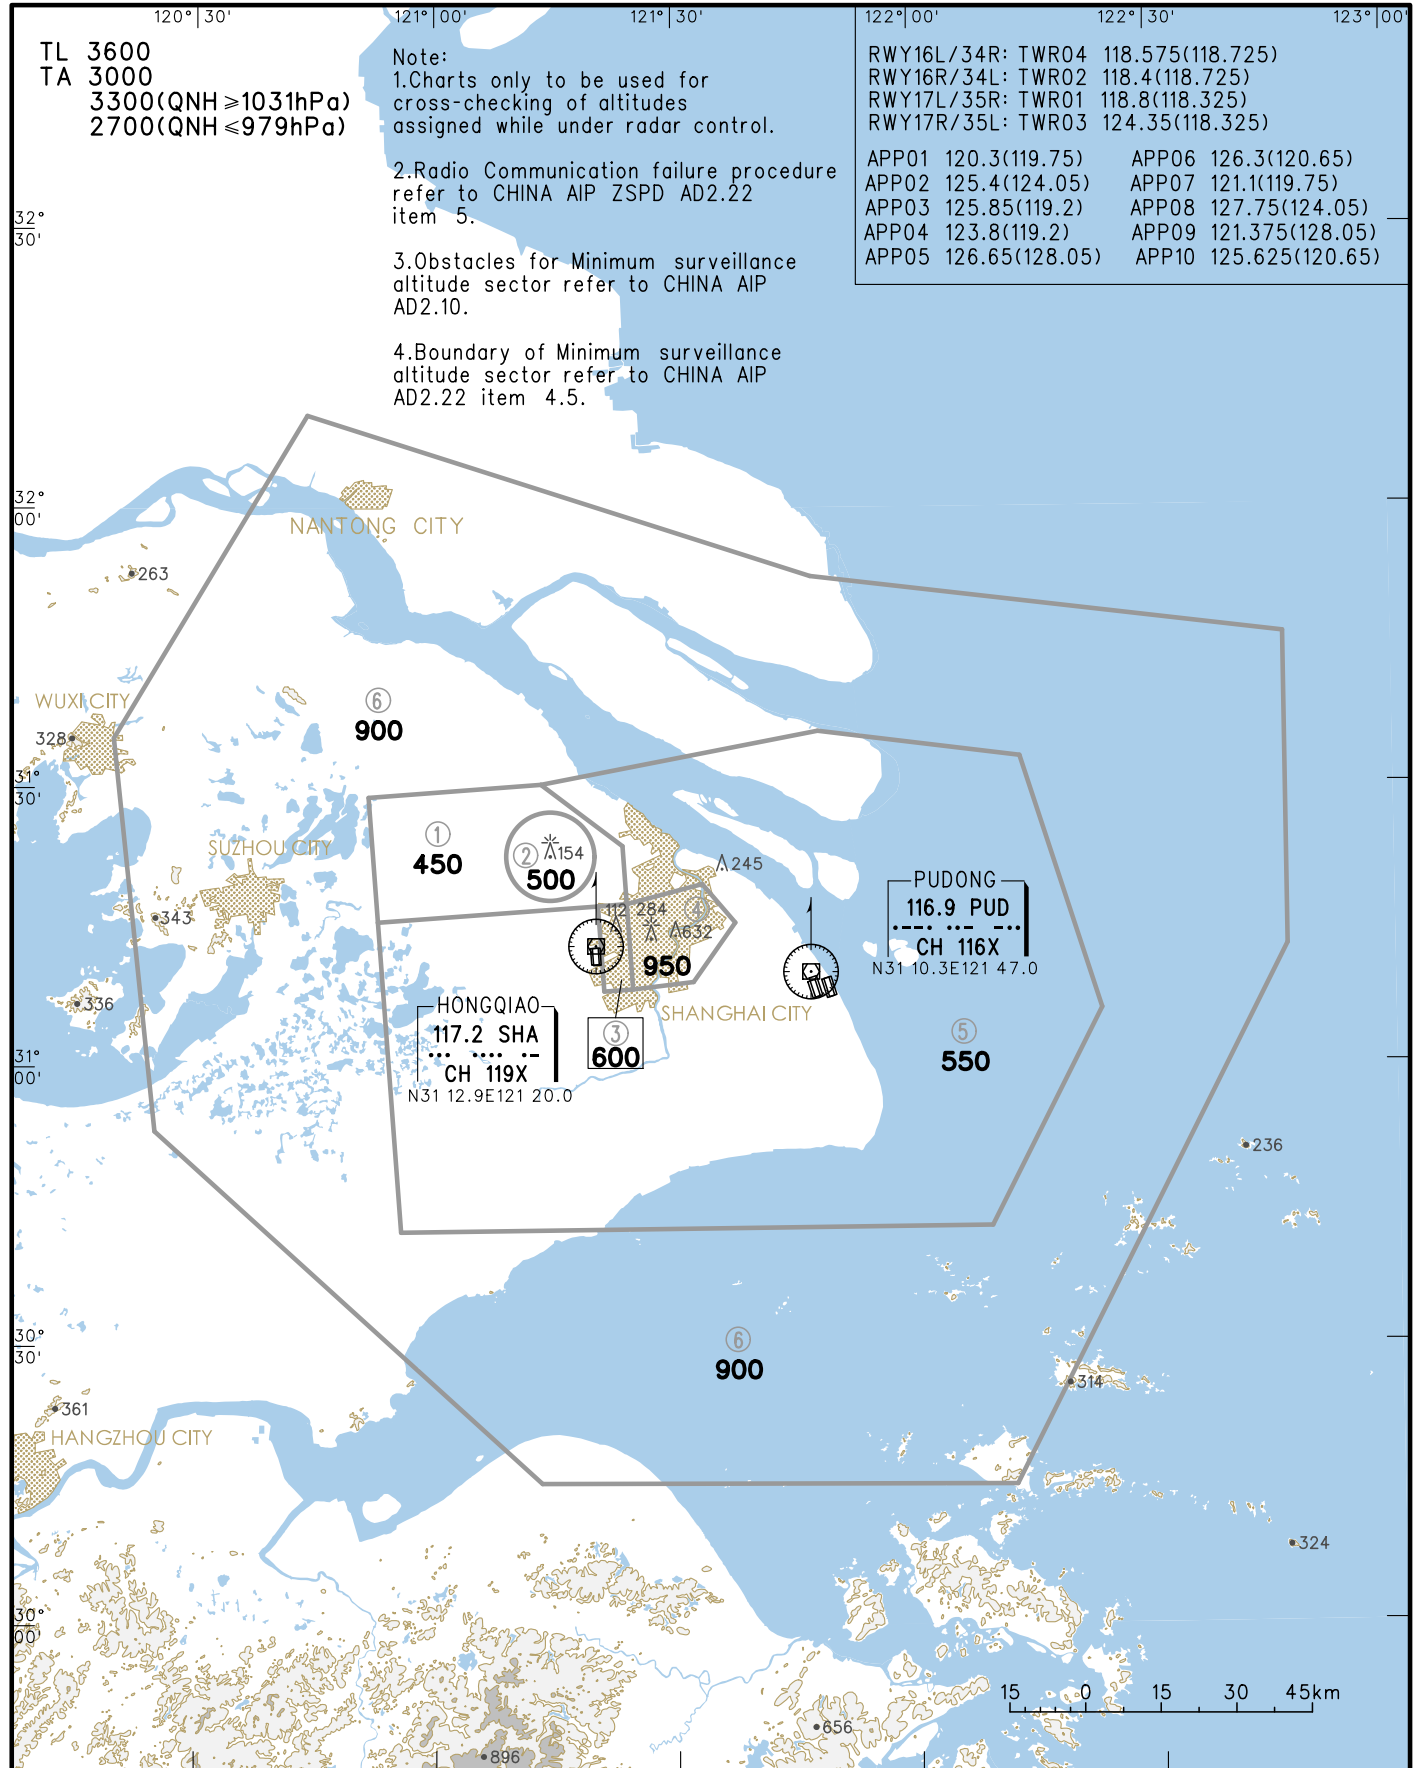 120°30'
121°00'
121°30'
122°00'
122°30'
123°00'
TL 3600
TA 3000
3300(QNH ≥1031hPa)
2700(QNH ≤979hPa)
Note:
1.Charts only to be used for
cross-checking of altitudes
assigned while under radar control.
2.Radio Communication failure procedure
refer to CHINA AIP ZSPD AD2.22
item 5.
3.Obstacles for Minimum surveillance
altitude sector refer to CHINA AIP
AD2.10.
4.Boundary of Minimum surveillance
altitude sector refer to CHINA AIP
AD2.22 item 4.5.
RWY16L/34R: TWR04 118.575(118.725)
RWY16R/34L: TWR02 118.4(118.725)
RWY17L/35R: TWR01 118.8(118.325)
RWY17R/35L: TWR03 124.35(118.325)
APP01 120.3(119.75) APP06 126.3(120.65)
APP02 125.4(124.05) APP07 121.1(119.75)
APP03 125.85(119.2) APP08 127.75(124.05)
APP04 123.8(119.2) APP09 121.375(128.05)
APP05 126.65(128.05) APP10 125.625(120.65)
32°
30'
32°
00'
NANTONG CITY
263
WUXI CITY
328
⑥
900
31°
30'
SUZHOU CITY
①
450
②
154
500
245
343
112
284
④
632
950
PUDONG
116.9 PUD
CH 116X
N31 10.3E121 47.0
336
HONGQIAO
117.2 SHA
CH 119X
N31 12.9E121 20.0
SHANGHAI CITY
③
600
⑤
550
31°
00'
236
30°
30'
⑥
900
314
361
HANGZHOU CITY
324
30°
00'
15 0 15 30 45km
656
896